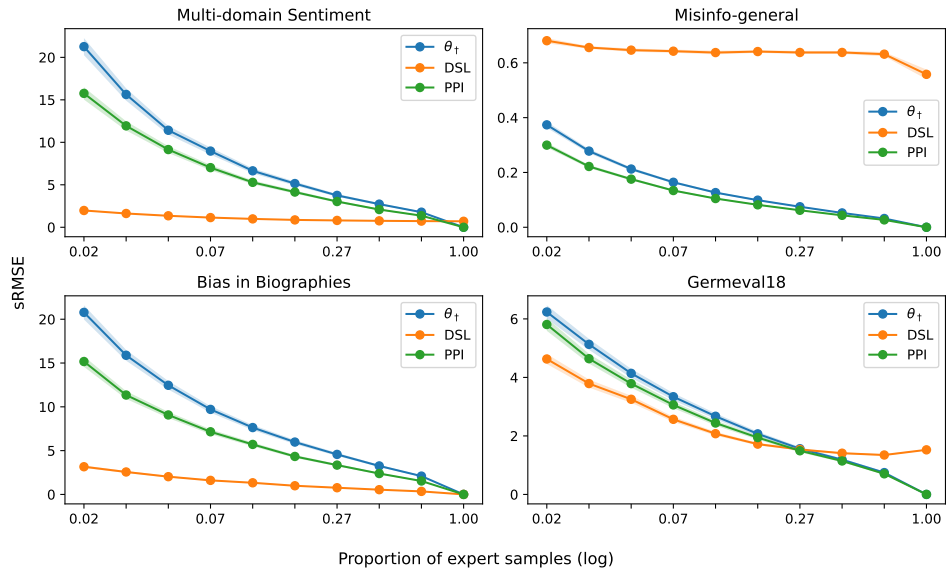 Multi-domain Sentiment
20
15
10
5
0
0.02
0.07
0.27
1.00
θ†
DSL
PPI
Misinfo-general
0.6
0.4
0.2
0.0
0.02
0.07
0.27
1.00
θ†
DSL
PPI
sRMSE
Bias in Biographies
20
15
10
5
0
0.02
0.07
0.27
1.00
θ†
DSL
PPI
Germeval18
6
4
2
0
0.02
0.07
0.27
1.00
θ†
DSL
PPI
Proportion of expert samples (log)